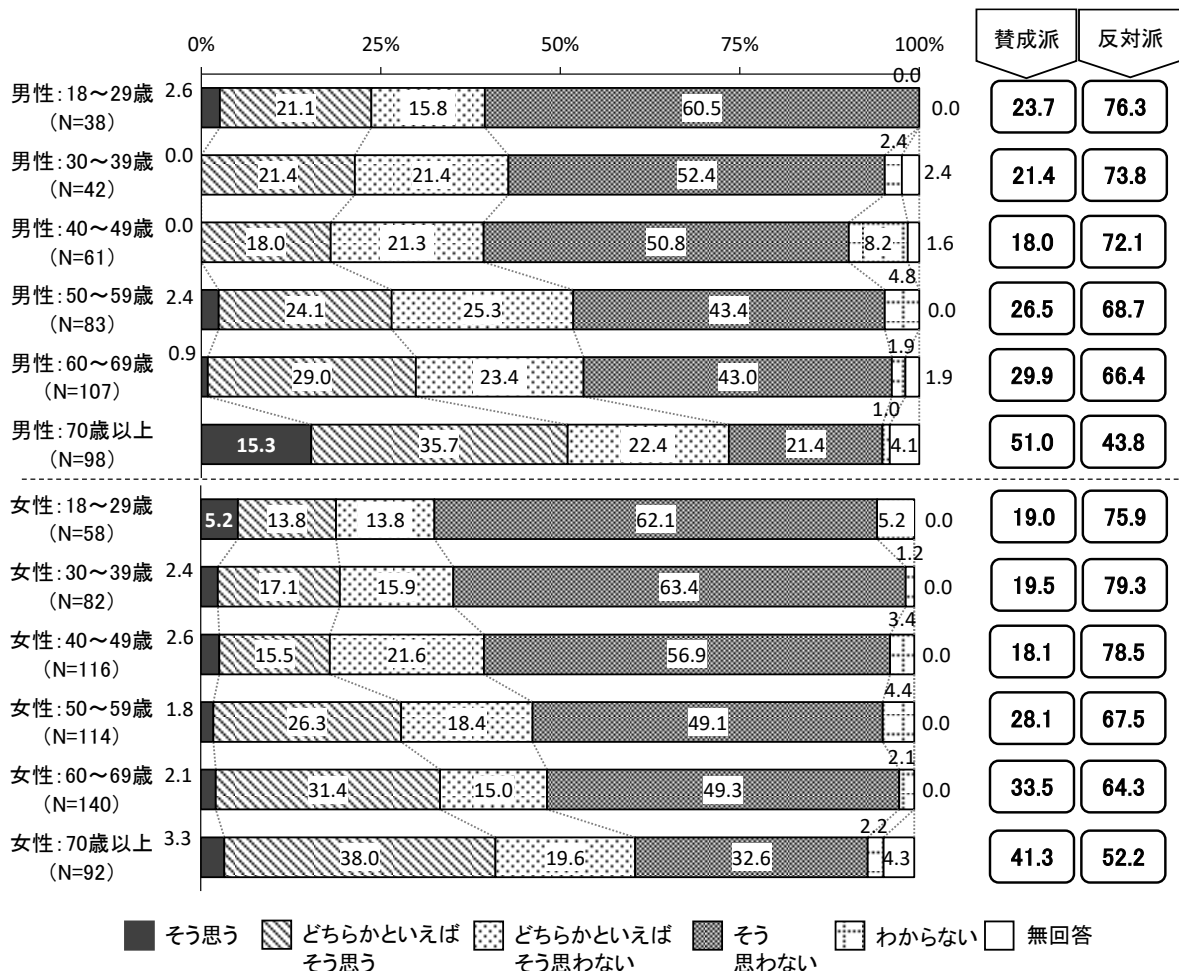 0% 25% 50% 75% 100% 賛成派 反対派
男性：18～29歳 2.6 21.1 15.8 60.5 0.0 0.0 23.7 76.3
（N=38）
男性：30～39歳 0.0 21.4 21.4 52.4 2.4 2.4 21.4 73.8
（N=42）
男性：40～49歳 0.0 18.0 21.3 50.8 8.2 1.6 18.0 72.1
（N=61）
男性：50～59歳 2.4 24.1 25.3 43.4 4.8 0.0 26.5 68.7
（N=83）
男性：60～69歳 0.9 29.0 23.4 43.0 1.9 1.9 29.9 66.4
（N=107）
男性：70歳以上 15.3 35.7 22.4 21.4 1.0 4.1 51.0 43.8
（N=98）
女性：18～29歳 5.2 13.8 13.8 62.1 5.2 0.0 19.0 75.9
（N=58）
女性：30～39歳 2.4 17.1 15.9 63.4 1.2 0.0 19.5 79.3
（N=82）
女性：40～49歳 2.6 15.5 21.6 56.9 3.4 0.0 18.1 78.5
（N=116）
女性：50～59歳 1.8 26.3 18.4 49.1 4.4 0.0 28.1 67.5
（N=114）
女性：60～69歳 2.1 31.4 15.0 49.3 2.1 0.0 33.5 64.3
（N=140）
女性：70歳以上 3.3 38.0 19.6 32.6 2.2 4.3 41.3 52.2
（N=92）
そう思う どちらかといえば どちらかといえば そう わからない 無回答
そう思う そう思わない 思わない